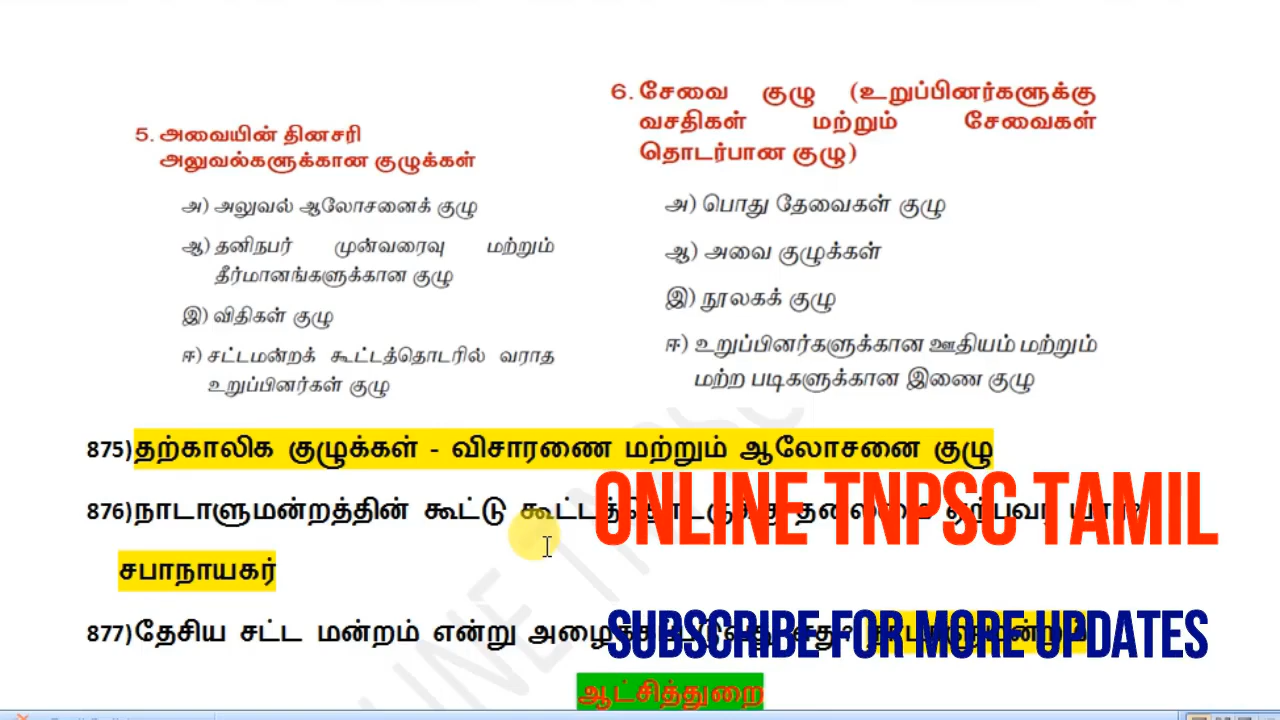 5. அவையின் தினசரி
அலுவல்களுக்கான குழுக்கள்
அ) அலுவல் ஆலோசனைக் குழு
ஆ) தனிநபர் முன்வரைவு மற்றும்
தீர்மானங்களுக்கான குழு
இ) விதிகள் குழு
ஈ) சட்டமன்றக் கூட்டத்தொடரில் வராத
உறுப்பினர்கள் குழு
6. சேவை குழு (உறுப்பினர்களுக்கு
வசதிகள் மற்றும் சேவைகள்
தொடர்பான குழு)
அ) பொது தேவைகள் குழு
ஆ) அவை குழுக்கள்
இ) நூலகக் குழு
ஈ) உறுப்பினர்களுக்கான ஊதியம் மற்றும்
மற்ற படிகளுக்கான இணை குழு
875) தற்காலிக குழுக்கள் - விசாரணை மற்றும் ஆலோசனை குழு
876) நாடாளுமன்றத்தின் கூட்டு
சபாநாயகர்
877) தேசிய சட்ட மன்றம் என்று
ஆட்சித்துறை
ONLINE TNPSC TAMIL
SUBSCRIBE FOR MORE UPDATES